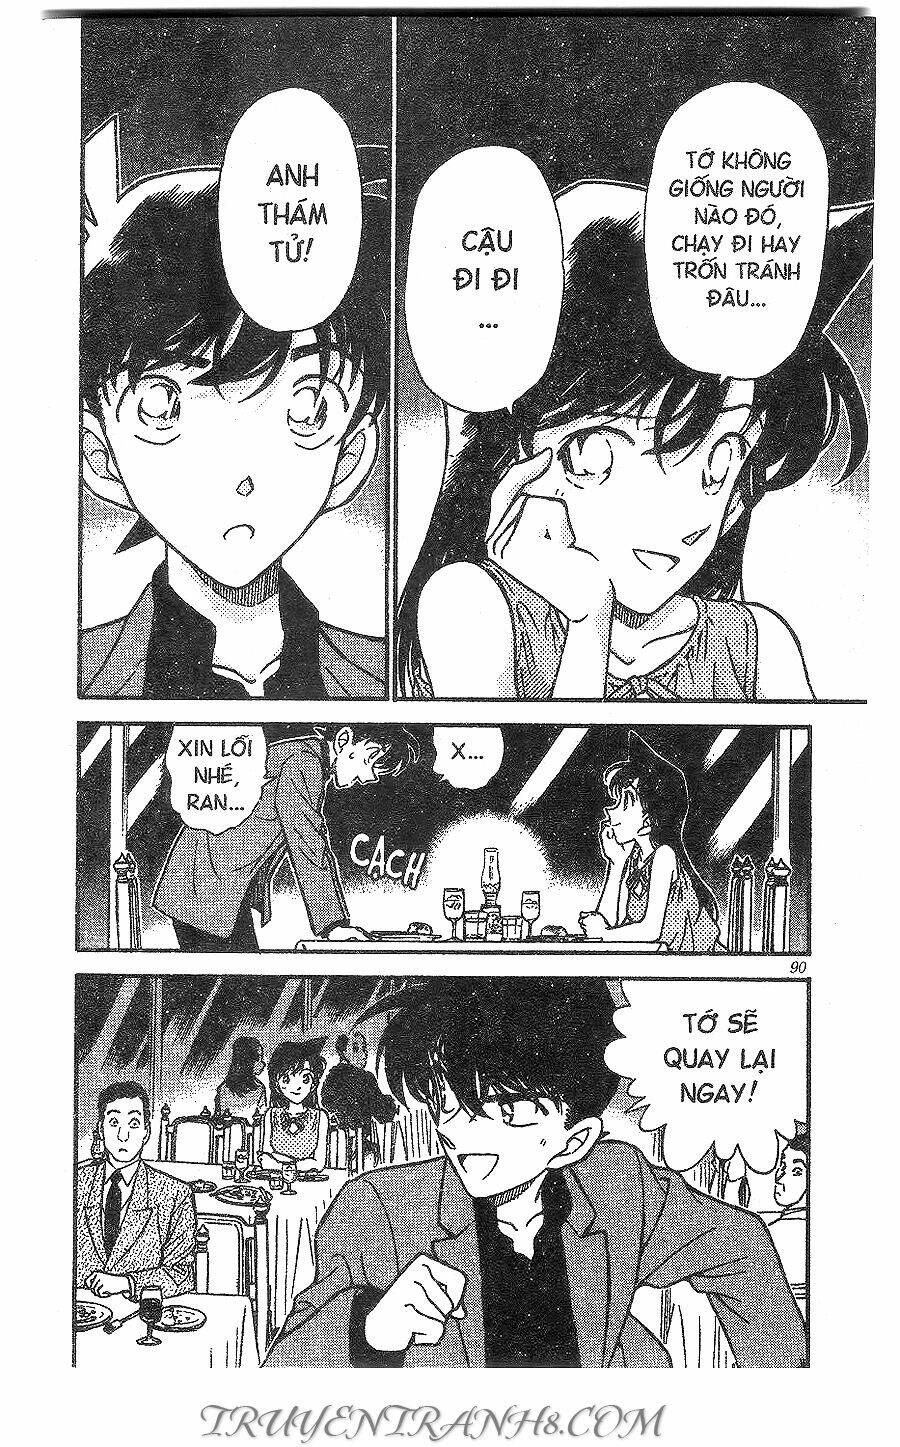 TỚ KHÔNG
GIỐNG NGƯỜI
NÀO ĐÓ,
CHẠY ĐI HAY
TRỐN TRÁNH
ĐÂU...
CẬU
ĐI ĐI
...
ANH
THÁM
TỬ!
X...
CẠCH
XIN LỖI
NHÉ,
RAN...
90
TỚ SẼ
QUAY LẠI
NGAY!
TRUYENTRANH8.COM